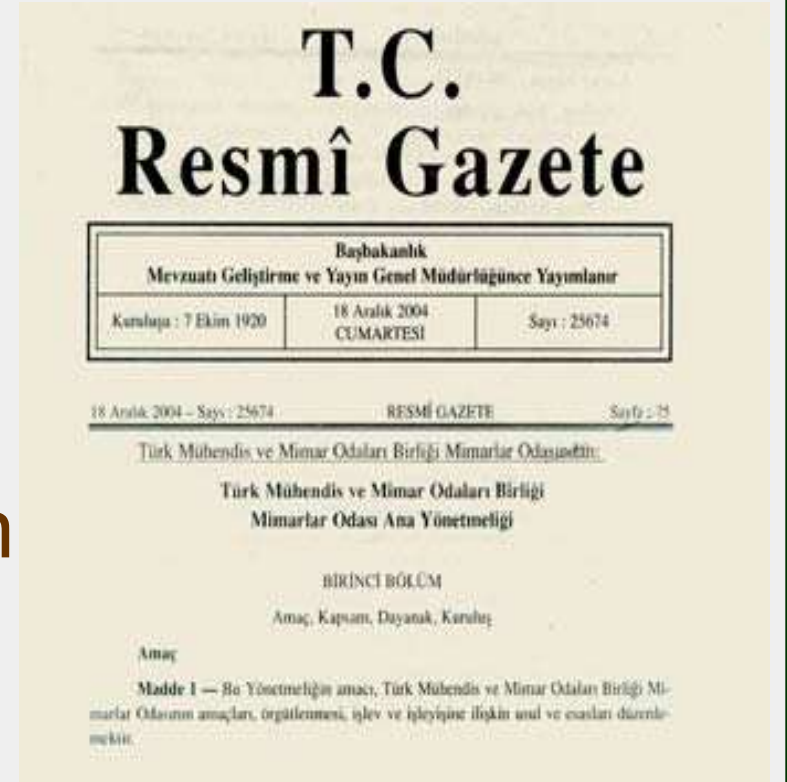 T.C.
Resmî Gazete
Başbakanlık
Mevzuatı Geliştirme ve Yayın Genel Müdürlüğünce Yayımlanır
Kuruluşu : 7 Ekim 1920
18 Aralık 2004
CUMARTESİ
Sayı : 25674
18 Aralık 2004 – Sayı : 25674 RESMÎ GAZETE Sayfa : 75
Türk Mühendis ve Mimar Odaları Birliği Mimarlar Odasından:
Türk Mühendis ve Mimar Odaları Birliği
Mimarlar Odası Ana Yönetmeliği
n
BİRİNCİ BÖLÜM
Amaç, Kapsam, Dayanak, Kuruluş
Amaç
Madde 1 — Bu Yönetmeliğin amacı, Türk Mühendis ve Mimar Odaları Birliği Mi-
marlar Odasının amaçları, örgütlenmesi, işlev ve işleyişine ilişkin usul ve esasları düzenle-
mektir.